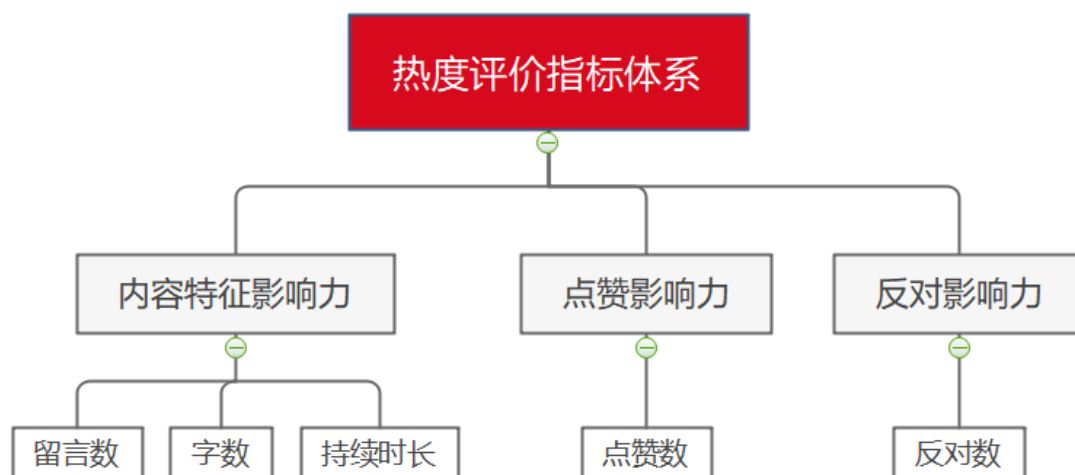 热度评价指标体系
内容特征影响力
点赞影响力
反对影响力
留言数
字数
持续时长
点赞数
反对数